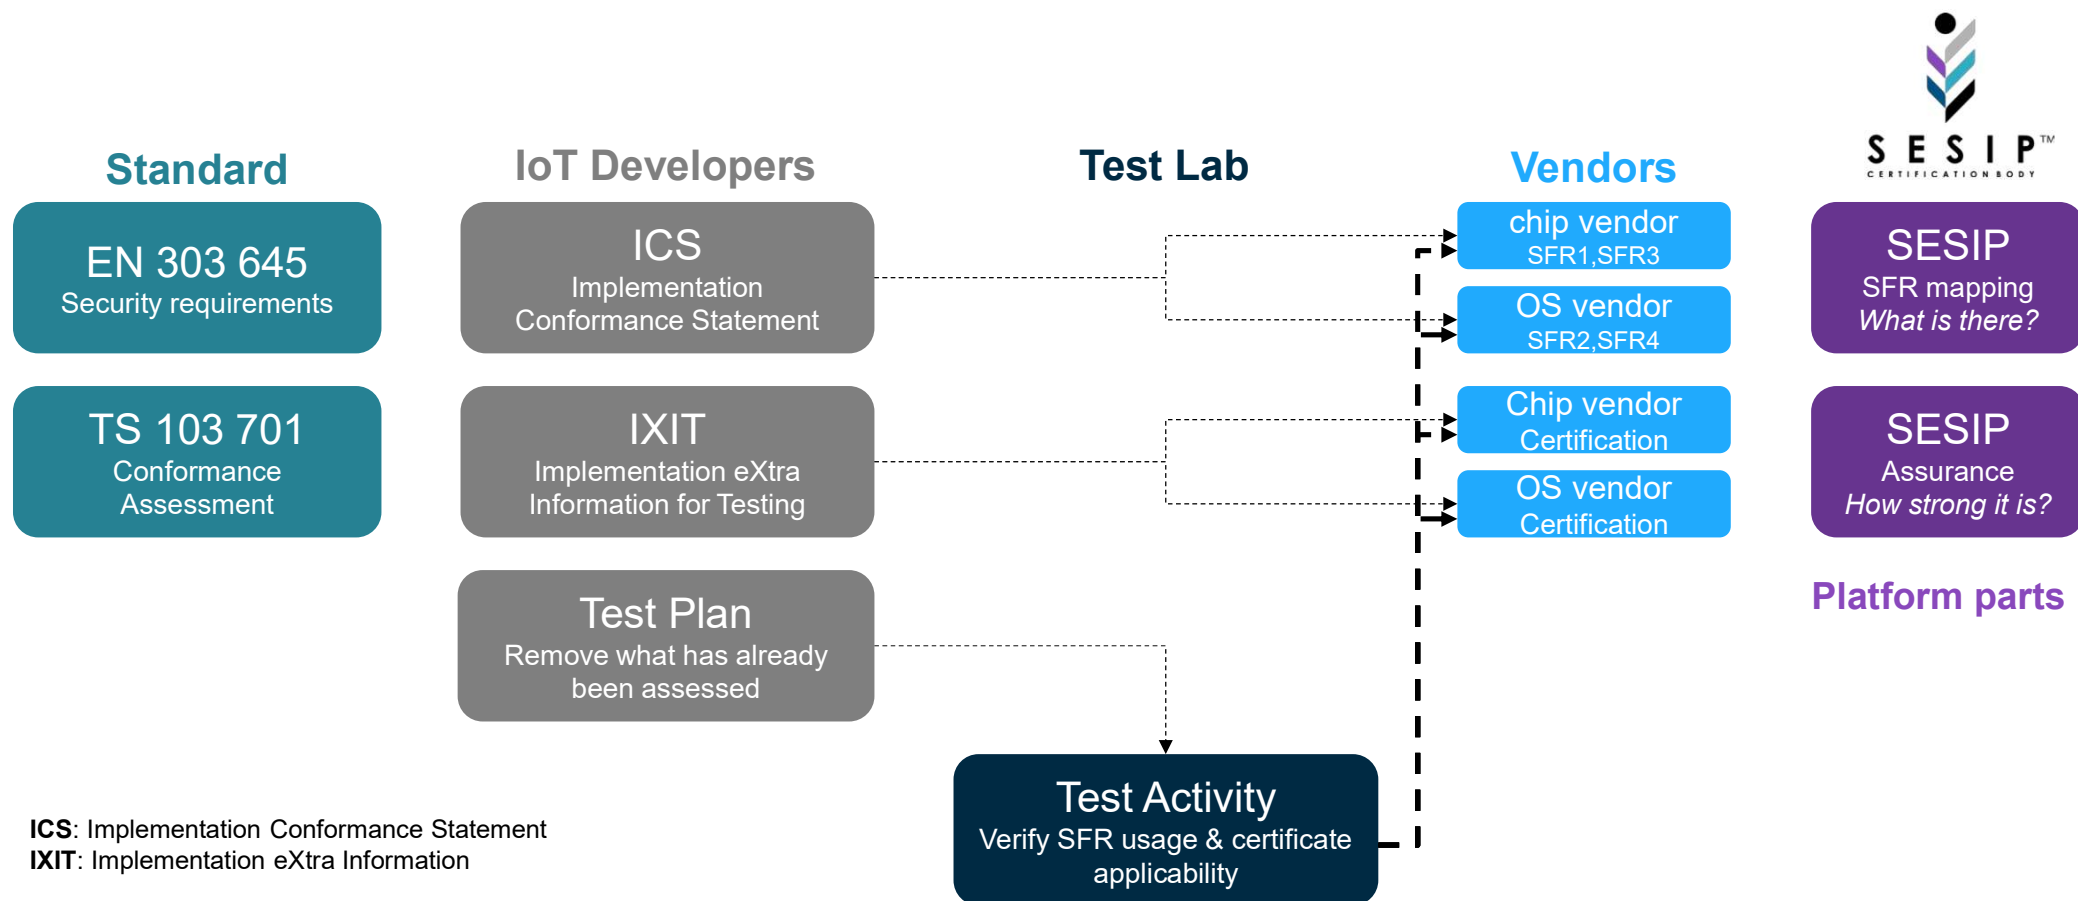 SESIP™
CERTIFICATION BODY
Standard
IoT Developers
Test Lab
Vendors
EN 303 645
Security requirements
ICS
Implementation
Conformance Statement
chip vendor
SFR1,SFR3
OS vendor
SFR2,SFR4
SESIP
SFR mapping
What is there?
TS 103 701
Conformance
Assessment
IXIT
Implementation eXtra
Information for Testing
Chip vendor
Certification
OS vendor
Certification
SESIP
Assurance
How strong it is?
Test Plan
Remove what has already
been assessed
Platform parts
Test Activity
Verify SFR usage & certificate
applicability
ICS: Implementation Conformance Statement
IXIT: Implementation eXtra Information